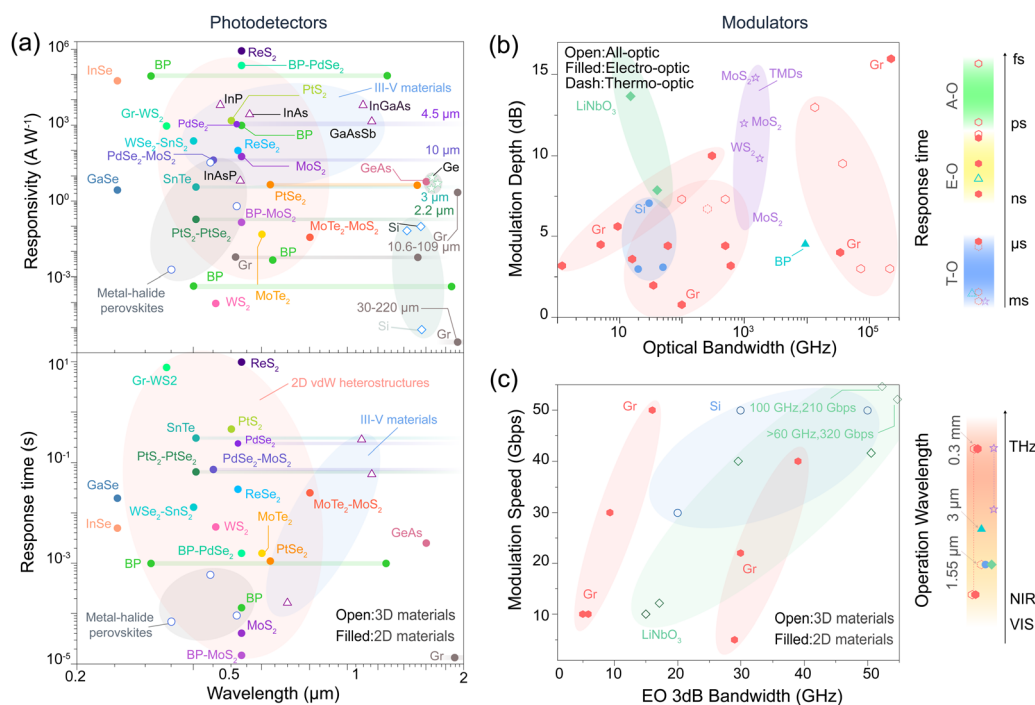 Photodetectors
Modulators
(a)
Responsivity (A W⁻¹)
10⁶
10³
10⁰
10⁻³
InSe
BP
ReS₂
BP-PdSe₂
PtS₂
III-V materials
InP
InAs
InGaAs
4.5 µm
Gr-WS₂
PdSe₂
BP
GaAsSb
WSe₂-SnS₂
ReSe₂
PdSe₂-MoS₂
MoS₂
10 µm
GeAs
Ge
InAsP
GaSe
SnTe
PtSe₂
3 µm
2.2 µm
BP-MoS₂
MoTe₂-MoS₂
Si
Gr
PtS₂-PtSe₂
10.6-109 µm
Gr
BP
MoTe₂
BP
Metal-halide
perovskites
WS₂
30-220 µm
Si
Gr
Response time (s)
10¹
10⁻¹
10⁻³
10⁻⁵
Gr-WS2
ReS₂
2D vdW heterostructures
III-V materials
PtS₂
SnTe
PdSe₂
PtS₂-PtSe₂
PdSe₂-MoS₂
GaSe
ReSe₂
MoTe₂-MoS₂
WSe₂-SnS₂
InSe
WS₂
MoTe₂
GeAs
BP-PdSe₂
PtSe₂
BP
BP
Metal-halide
perovskites
MoS₂
BP-MoS₂
Open:3D materials
Filled:2D materials
Gr
0.2
0.5
1
2
Wavelength (µm)
(b)
Modulation Depth (dB)
15
10
5
0
Open:All-optic
Filled:Electro-optic
Dash:Thermo-optic
LiNbO₃
MoS₂
TMDs
Gr
MoS₂
WS₂
Si
MoS₂
Gr
BP
Gr
10¹
10³
10⁵
Optical Bandwidth (GHz)
A-O
E-O
T-O
Response time
fs
ps
ns
µs
ms
(c)
Modulation Speed (Gbps)
50
40
30
20
10
Gr
Si
100 GHz,210 Gbps
>60 GHz,320 Gbps
Gr
LiNbO₃
Open:3D materials
Filled:2D materials
20
30
40
50
EO 3dB Bandwidth (GHz)
Operation Wavelength
0.3 mm
3 µm
1.55 µm
THz
NIR
VIS